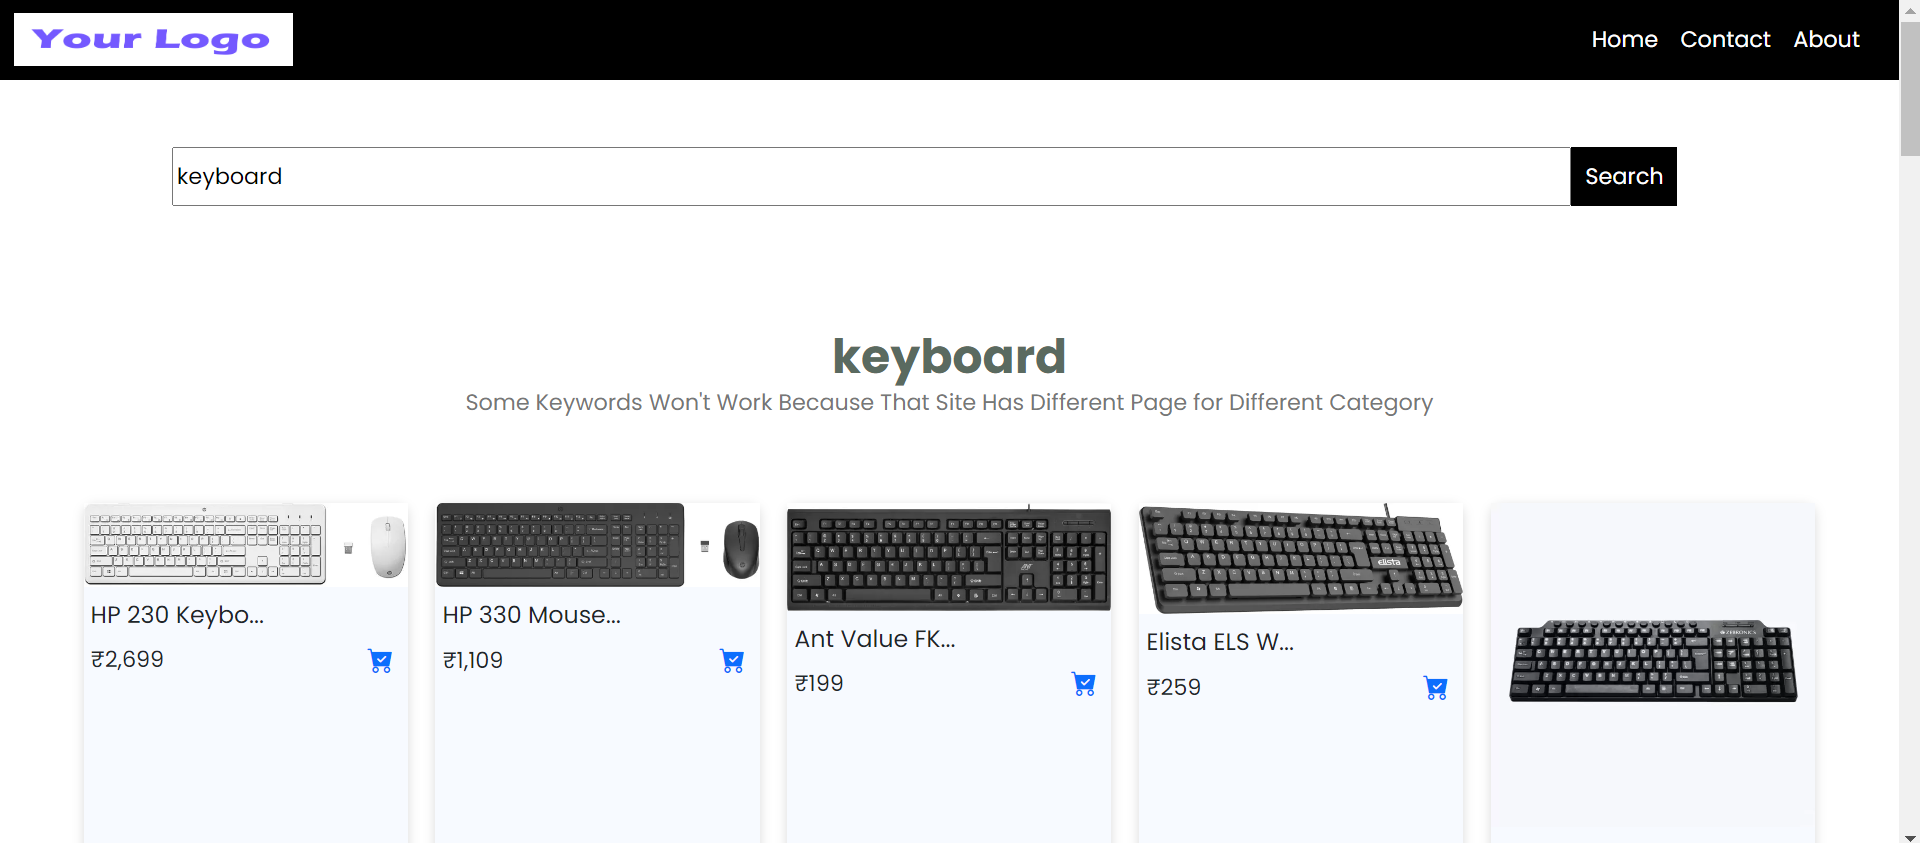 Your Logo
Home Contact About
keyboard
Search
keyboard
Some Keywords Won't Work Because That Site Has Different Page for Different Category
HP 230 Keybo...
₹2,699
HP 330 Mouse...
₹1,109
Ant Value FK...
₹199
elista
Elista ELS W...
₹259
ZEBRONICS